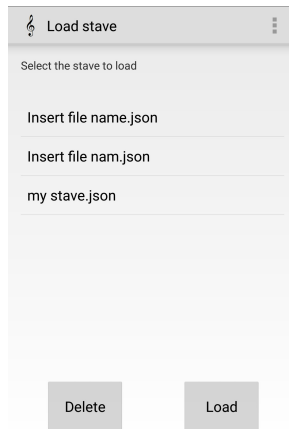 Load stave
Select the stave to load
Insert file name.json
Insert file nam.json
my stave.json
Delete
Load